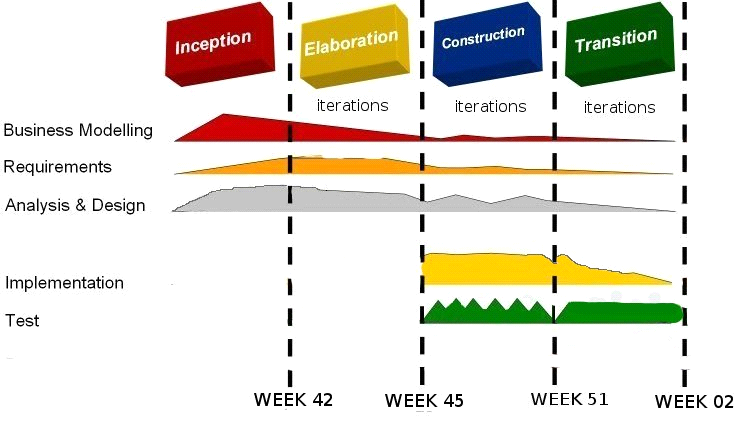 Inception
Elaboration
Construction
Transition
iterations
iterations
iterations
Business Modelling
Requirements
Analysis & Design
Implementation
Test
WEEK 42
WEEK 45
WEEK 51
WEEK 02